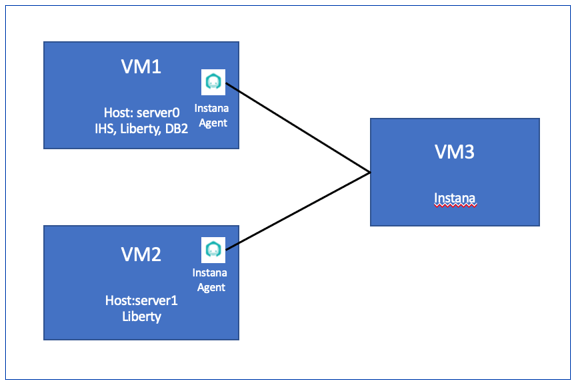 VM1
Host: server0
IHS, Liberty, DB2
Instana
Agent
VM2
Host:server1
Liberty
Instana
Agent
VM3
Instana